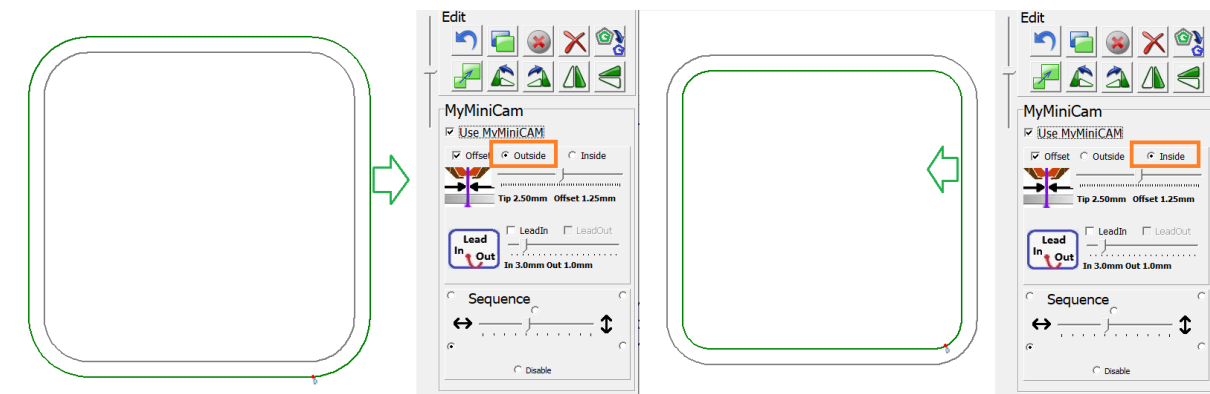 Edit
MyMiniCam
Use MyMiniCAM
Offset Outside Inside
Tip 2.50mm Offset 1.25mm
LeadIn LeadOut
Lead
In Out
In 3.0mm Out 1.0mm
Sequence
Disable
Edit
MyMiniCam
Use MyMiniCAM
Offset Outside Inside
Tip 2.50mm Offset 1.25mm
LeadIn LeadOut
Lead
In Out
In 3.0mm Out 1.0mm
Sequence
Disable